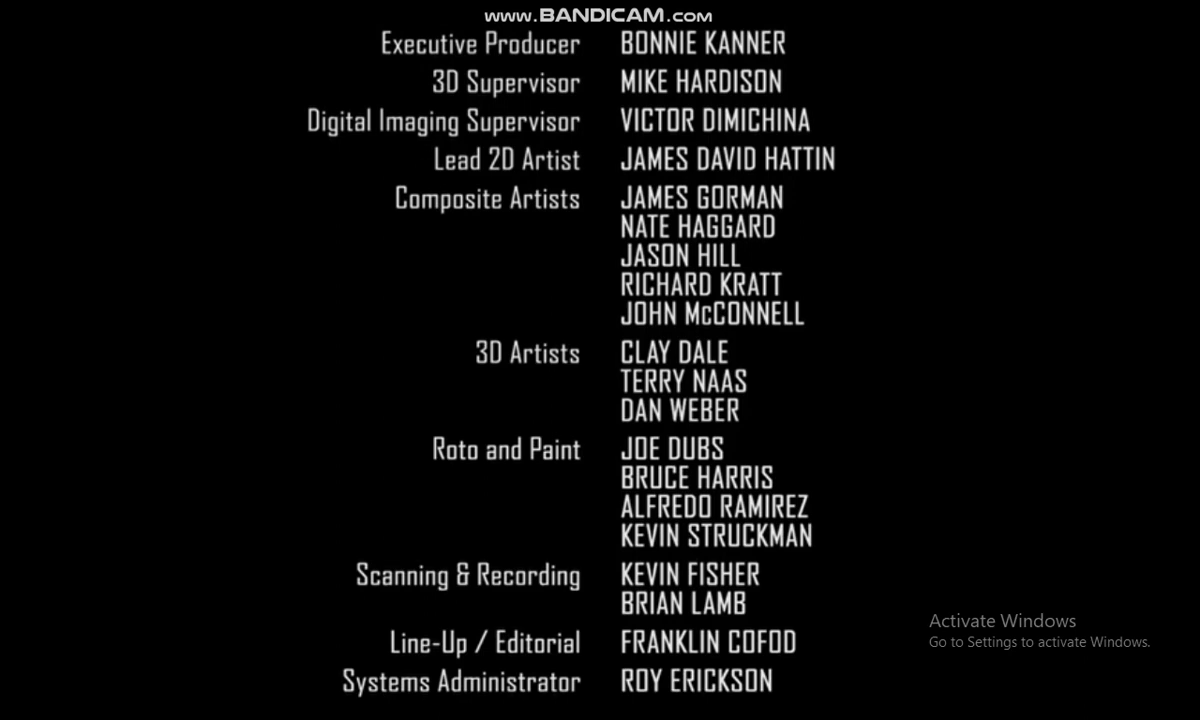 www.BANDICAM.com
Executive Producer BONNIE KANNER
3D Supervisor MIKE HARDISON
Digital Imaging Supervisor VICTOR DIMICHINA
Lead 2D Artist JAMES DAVID HATTIN
Composite Artists JAMES GORMAN
NATE HAGGARD
JASON HILL
RICHARD KRATT
JOHN McCONNELL
3D Artists CLAY DALE
TERRY NAAS
DAN WEBER
Roto and Paint JOE DUBS
BRUCE HARRIS
ALFREDO RAMIREZ
KEVIN STRUCKMAN
Scanning & Recording KEVIN FISHER
BRIAN LAMB
Line-Up / Editorial FRANKLIN COFOD
Systems Administrator ROY ERICKSON
Activate Windows
Go to Settings to activate Windows.